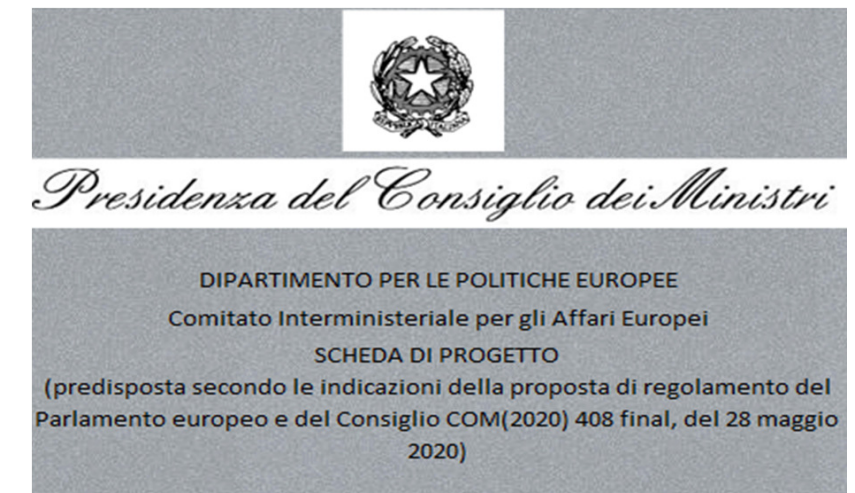 REPVBBLICA ITALIANA
Presidenza del Consiglio dei Ministri
DIPARTIMENTO PER LE POLITICHE EUROPEE
Comitato Interministeriale per gli Affari Europei
SCHEDA DI PROGETTO
(predisposta secondo le indicazioni della proposta di regolamento del
Parlamento europeo e del Consiglio COM(2020) 408 final, del 28 maggio
2020)